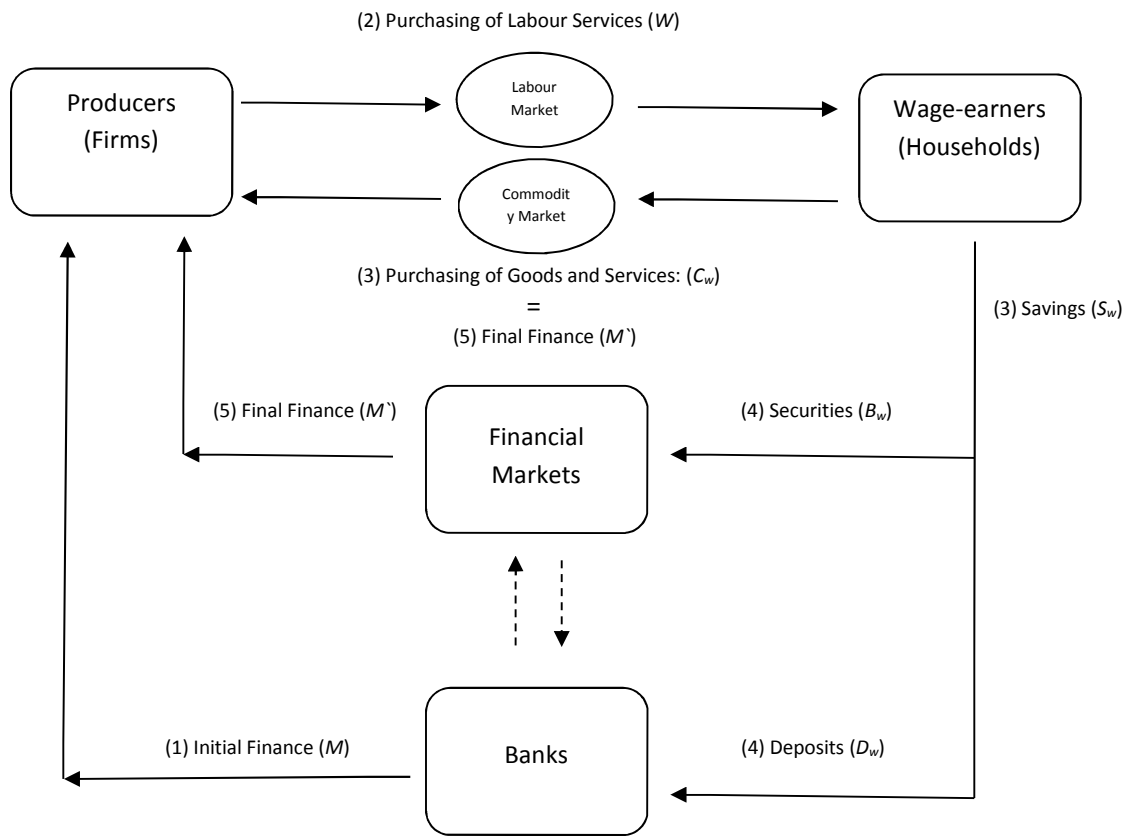 (2) Purchasing of Labour Services (W)
Producers
(Firms)
Labour
Market
Wage-earners
(Households)
Commodit
y Market
(3) Purchasing of Goods and Services: (Cw)
=
(5) Final Finance (M`)
(3) Savings (Sw)
(5) Final Finance (M`)
Financial
Markets
(4) Securities (Bw)
(1) Initial Finance (M)
Banks
(4) Deposits (Dw)